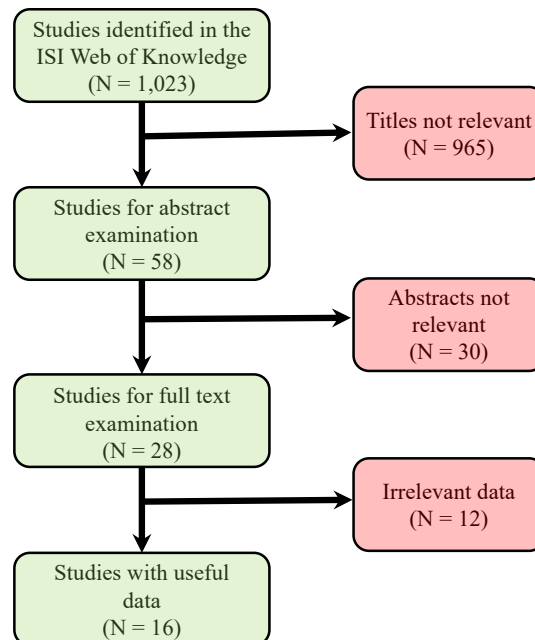 Studies identified in the
ISI Web of Knowledge
(N = 1,023)
Titles not relevant
(N = 965)
Studies for abstract
examination
(N = 58)
Abstracts not
relevant
(N = 30)
Studies for full text
examination
(N = 28)
Irrelevant data
(N = 12)
Studies with useful
data
(N = 16)